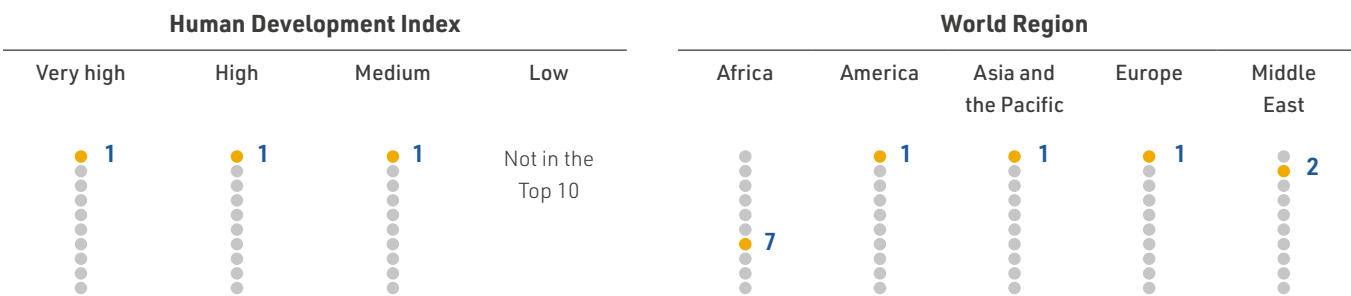 Human Development Index
World Region
Very high
High
Medium
Low
Africa
America
Asia and
the Pacific
Europe
Middle
East
1
1
1
Not in the
Top 10
7
1
1
1
2